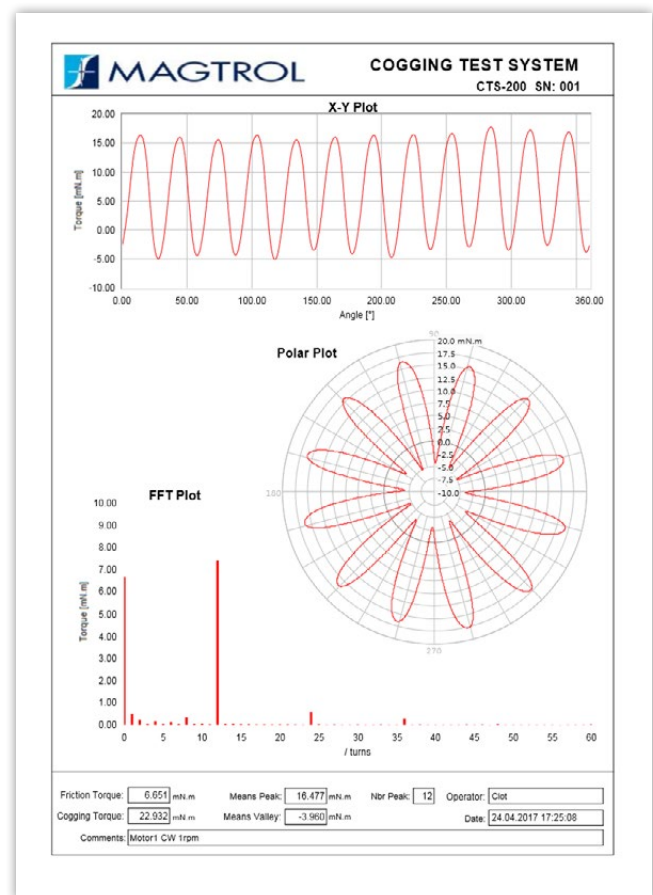 MAGTROL
COGGING TEST SYSTEM
CTS-200 SN: 001
X-Y Plot
20.00
15.00
10.00
5.00
0.00
-5.00
-10.00
Torque [mN.m]
0.00 50.00 100.00 150.00 200.00 250.00 300.00 360.00
Angle [°]
Polar Plot
90
20.0 mN.m
17.5
15.0
12.5
10.0
7.5
5.0
2.5
0.0
-2.5
-5.0
-7.5
-10.0
180
270
FFT Plot
10.00
9.00
8.00
7.00
6.00
5.00
4.00
3.00
2.00
1.00
0.00
Torque [mN.m]
0 5 10 15 20 25 30 35 40 45 50 55 60
/ turns
Friction Torque: 6.651 mN.m Means Peak: 16.477 mN.m Nbr Peak: 12 Operator: Clot
Cogging Torque: 22.932 mN.m Means Valley: -3.960 mN.m Date: 24.04.2017 17:25:08
Comments: Motor1 CW 1rpm